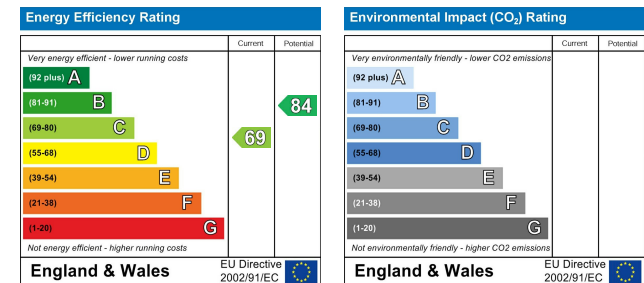 Energy Efficiency Rating
Current Potential
Very energy efficient - lower running costs
(92 plus) A
(81-91) B
84
(69-80) C
69
(55-68) D
(39-54) E
(21-38) F
(1-20) G
Not energy efficient - higher running costs
England & Wales
EU Directive
2002/91/EC
Environmental Impact (CO₂) Rating
Current Potential
Very environmentally friendly - lower CO2 emissions
(92 plus) A
(81-91) B
(69-80) C
(55-68) D
(39-54) E
(21-38) F
(1-20) G
Not environmentally friendly - higher CO2 emissions
England & Wales
EU Directive
2002/91/EC